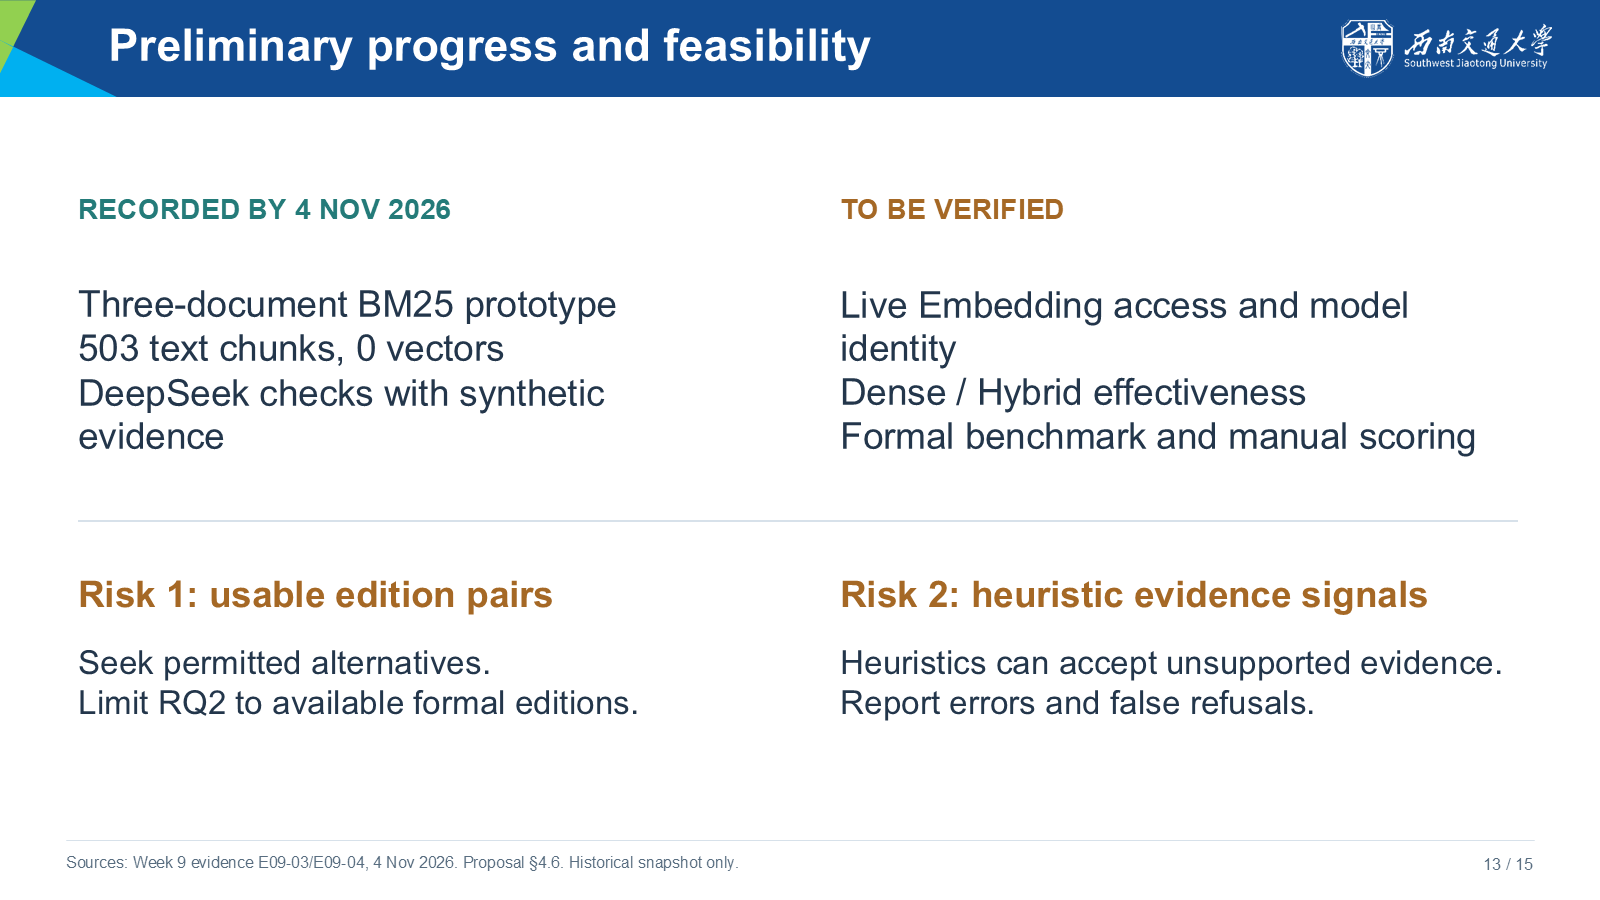 Preliminary progress and feasibility
西南交通大学
Southwest Jiaotong University
RECORDED BY 4 NOV 2026
Three-document BM25 prototype
503 text chunks, 0 vectors
DeepSeek checks with synthetic
evidence
TO BE VERIFIED
Live Embedding access and model
identity
Dense / Hybrid effectiveness
Formal benchmark and manual scoring
Risk 1: usable edition pairs
Seek permitted alternatives.
Limit RQ2 to available formal editions.
Risk 2: heuristic evidence signals
Heuristics can accept unsupported evidence.
Report errors and false refusals.
Sources: Week 9 evidence E09-03/E09-04, 4 Nov 2026. Proposal §4.6. Historical snapshot only.
13 / 15